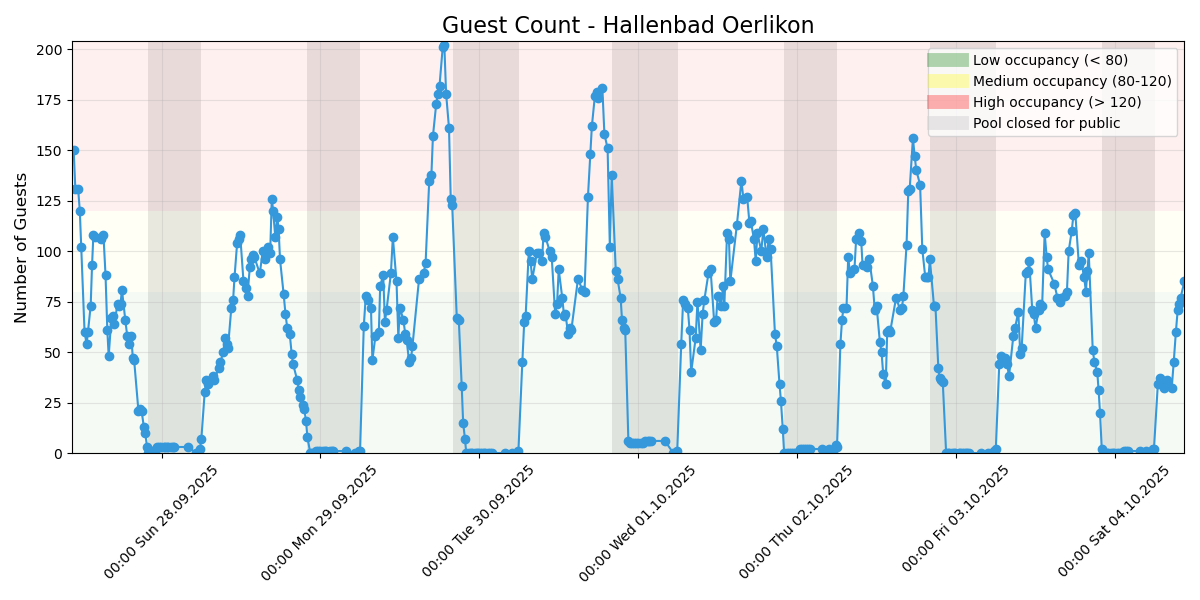 Guest Count - Hallenbad Oerlikon
Number of Guests
200
175
150
125
100
75
50
25
0
Low occupancy (< 80)
Medium occupancy (80-120)
High occupancy (> 120)
Pool closed for public
00:00 Sun 28.09.2025
00:00 Mon 29.09.2025
00:00 Tue 30.09.2025
00:00 Wed 01.10.2025
00:00 Thu 02.10.2025
00:00 Fri 03.10.2025
00:00 Sat 04.10.2025